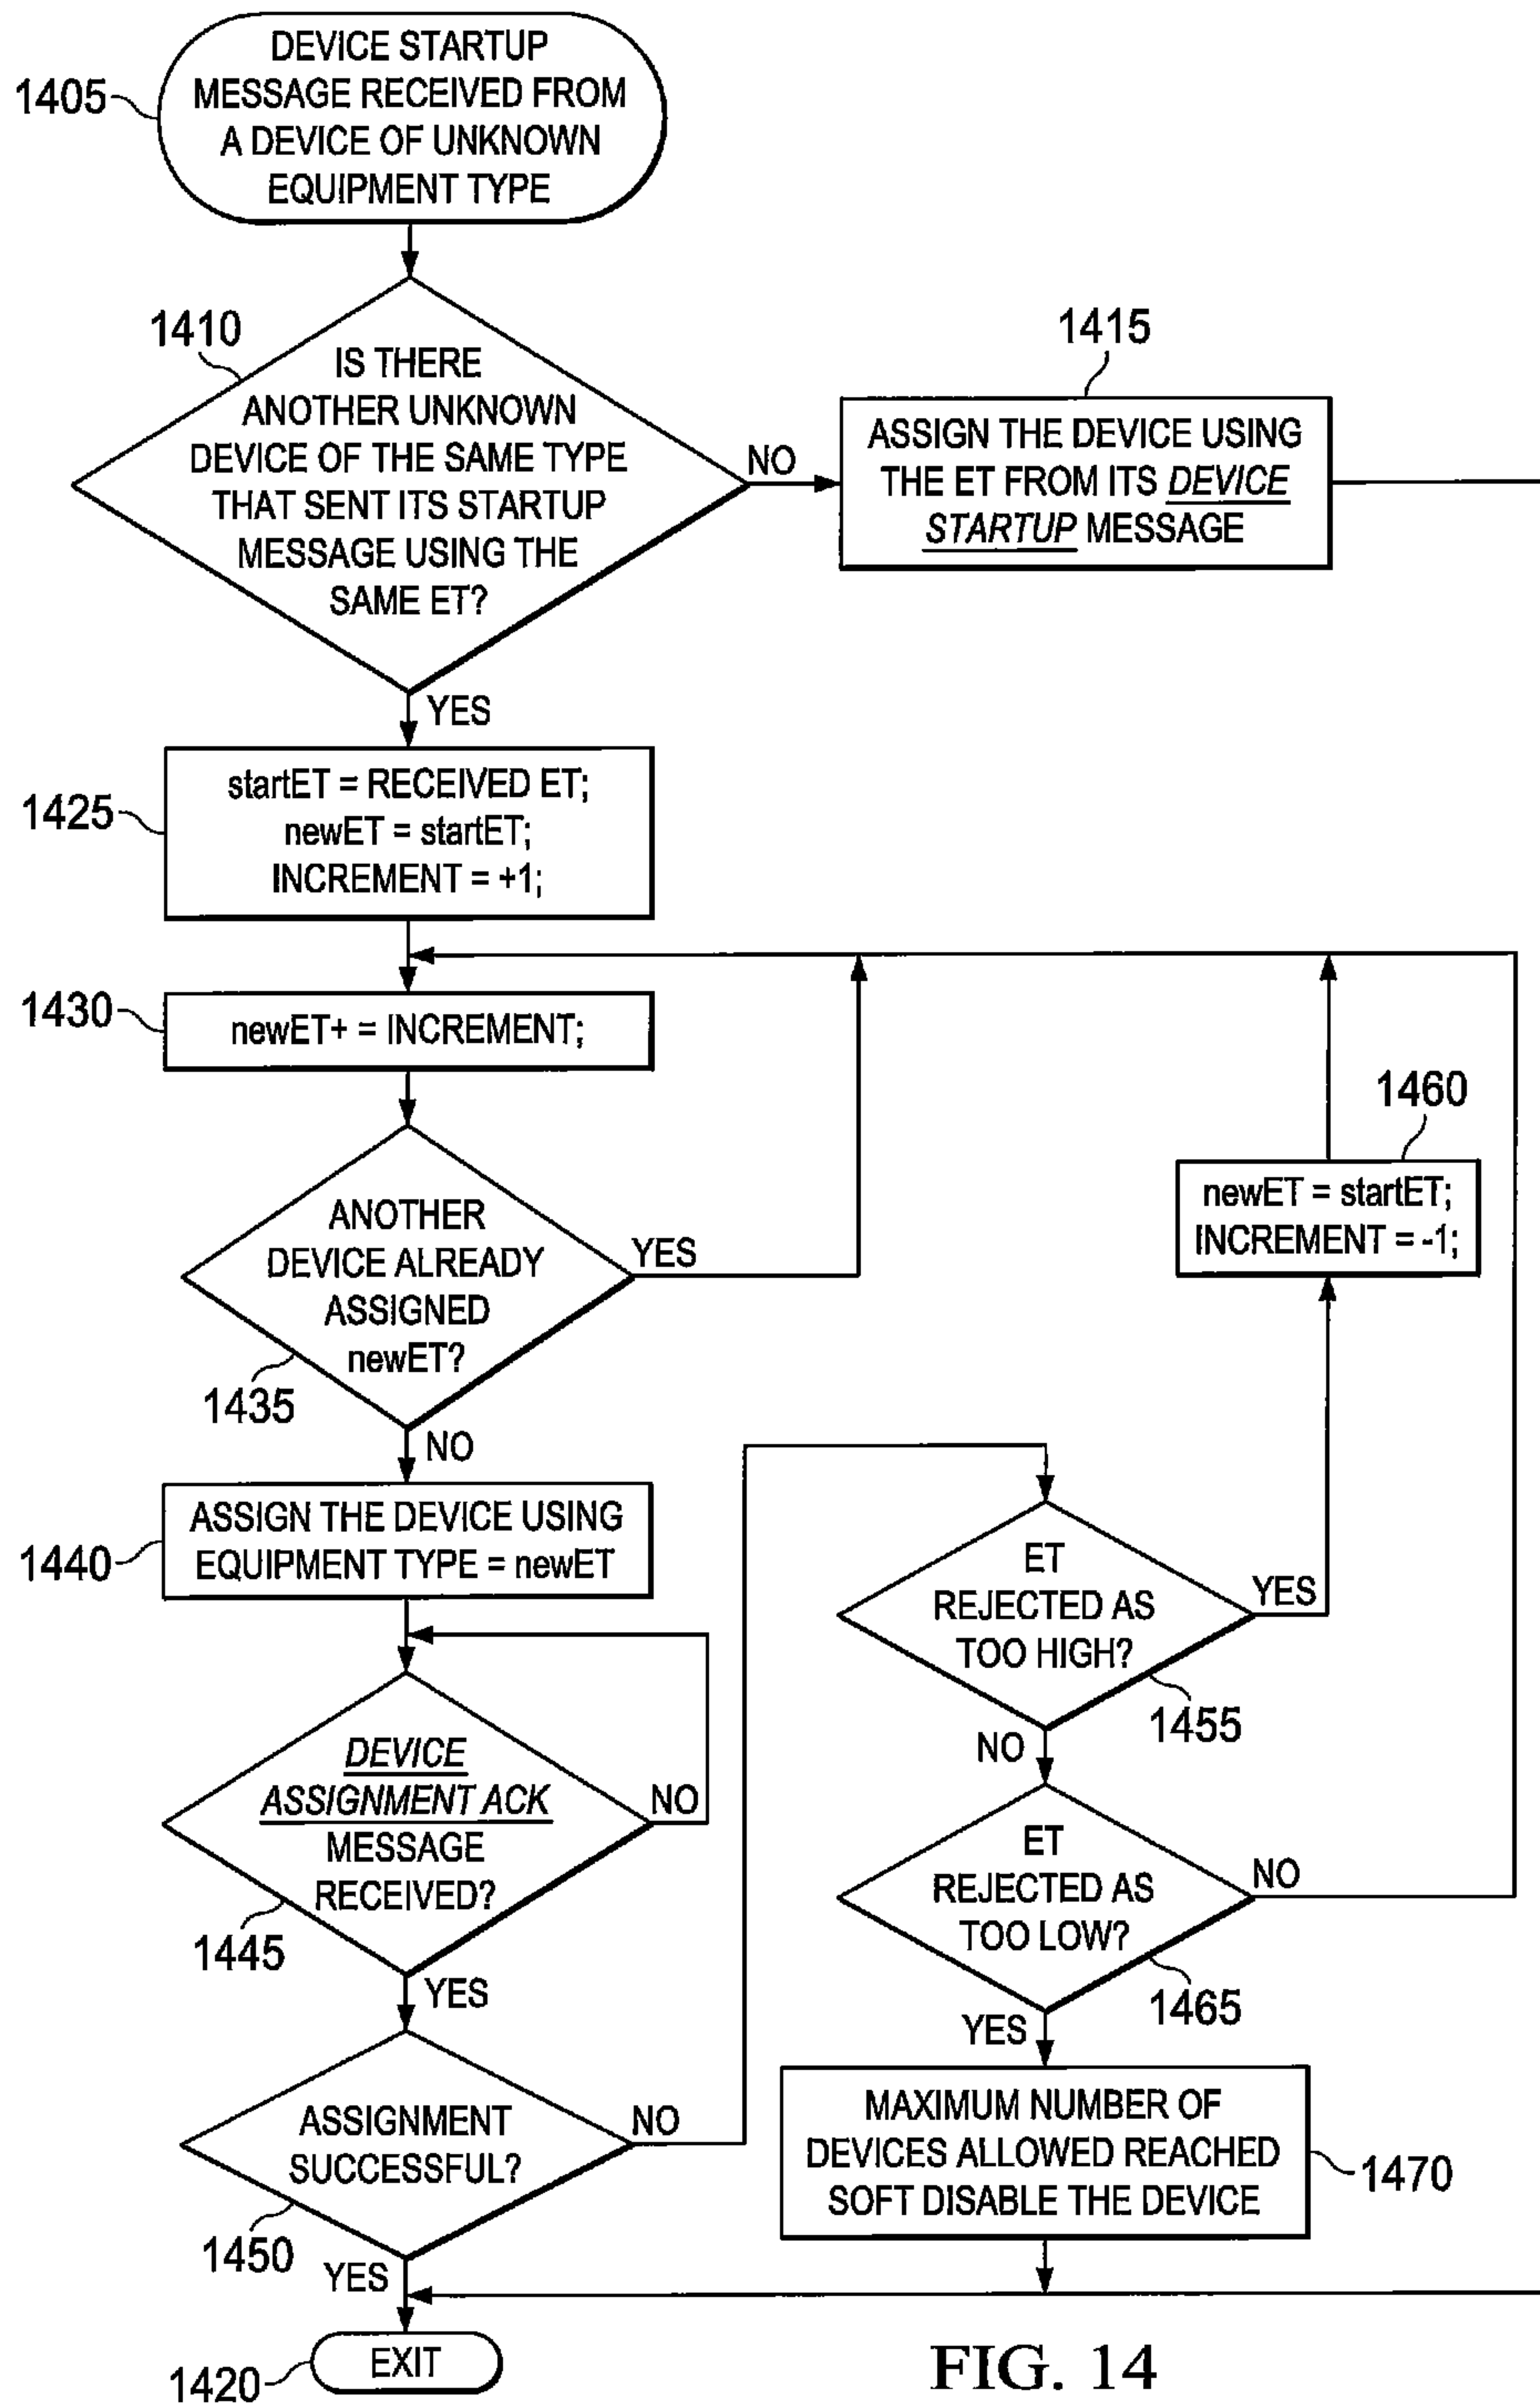 DEVICE STARTUP
MESSAGE RECEIVED FROM
A DEVICE OF UNKNOWN
EQUIPMENT TYPE
1405
1410
IS THERE
ANOTHER UNKNOWN
DEVICE OF THE SAME TYPE
THAT SENT ITS STARTUP
MESSAGE USING THE
SAME ET?
NO
1415
ASSIGN THE DEVICE USING
THE ET FROM ITS DEVICE
STARTUP MESSAGE
YES
1425
startET = RECEIVED ET;
newET = startET;
INCREMENT = +1;
1430
newET+ = INCREMENT;
1460
newET = startET;
INCREMENT = -1;
ANOTHER
DEVICE ALREADY
ASSIGNED
newET?
YES
1435
NO
1440
ASSIGN THE DEVICE USING
EQUIPMENT TYPE = newET
ET
REJECTED AS
TOO HIGH?
YES
1455
NO
DEVICE
ASSIGNMENT ACK
MESSAGE
RECEIVED?
NO
1445
YES
ET
REJECTED AS
TOO LOW?
NO
1465
YES
ASSIGNMENT
SUCCESSFUL?
NO
1450
YES
MAXIMUM NUMBER OF
DEVICES ALLOWED REACHED
SOFT DISABLE THE DEVICE
1470
1420
EXIT
FIG. 14